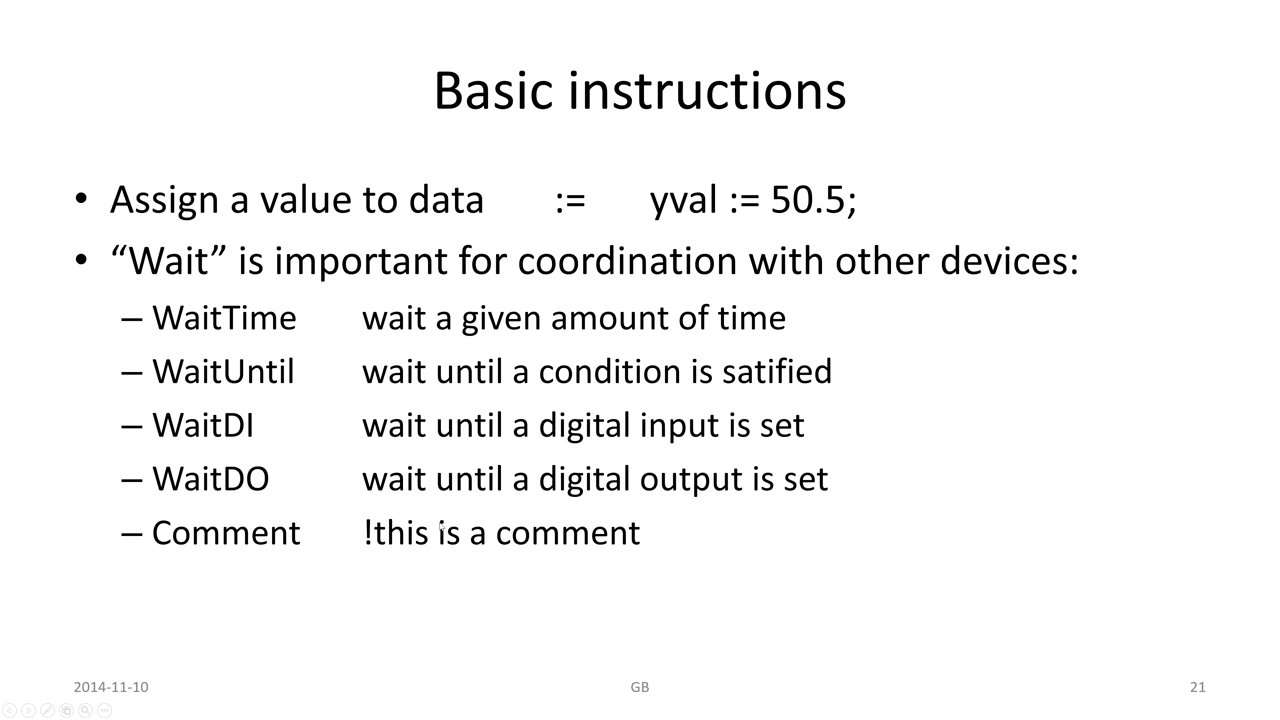 Basic instructions
• Assign a value to data := yval := 50.5;
• “Wait” is important for coordination with other devices:
– WaitTime wait a given amount of time
– WaitUntil wait until a condition is satified
– WaitDI wait until a digital input is set
– WaitDO wait until a digital output is set
– Comment !this is a comment
2014-11-10 GB 21